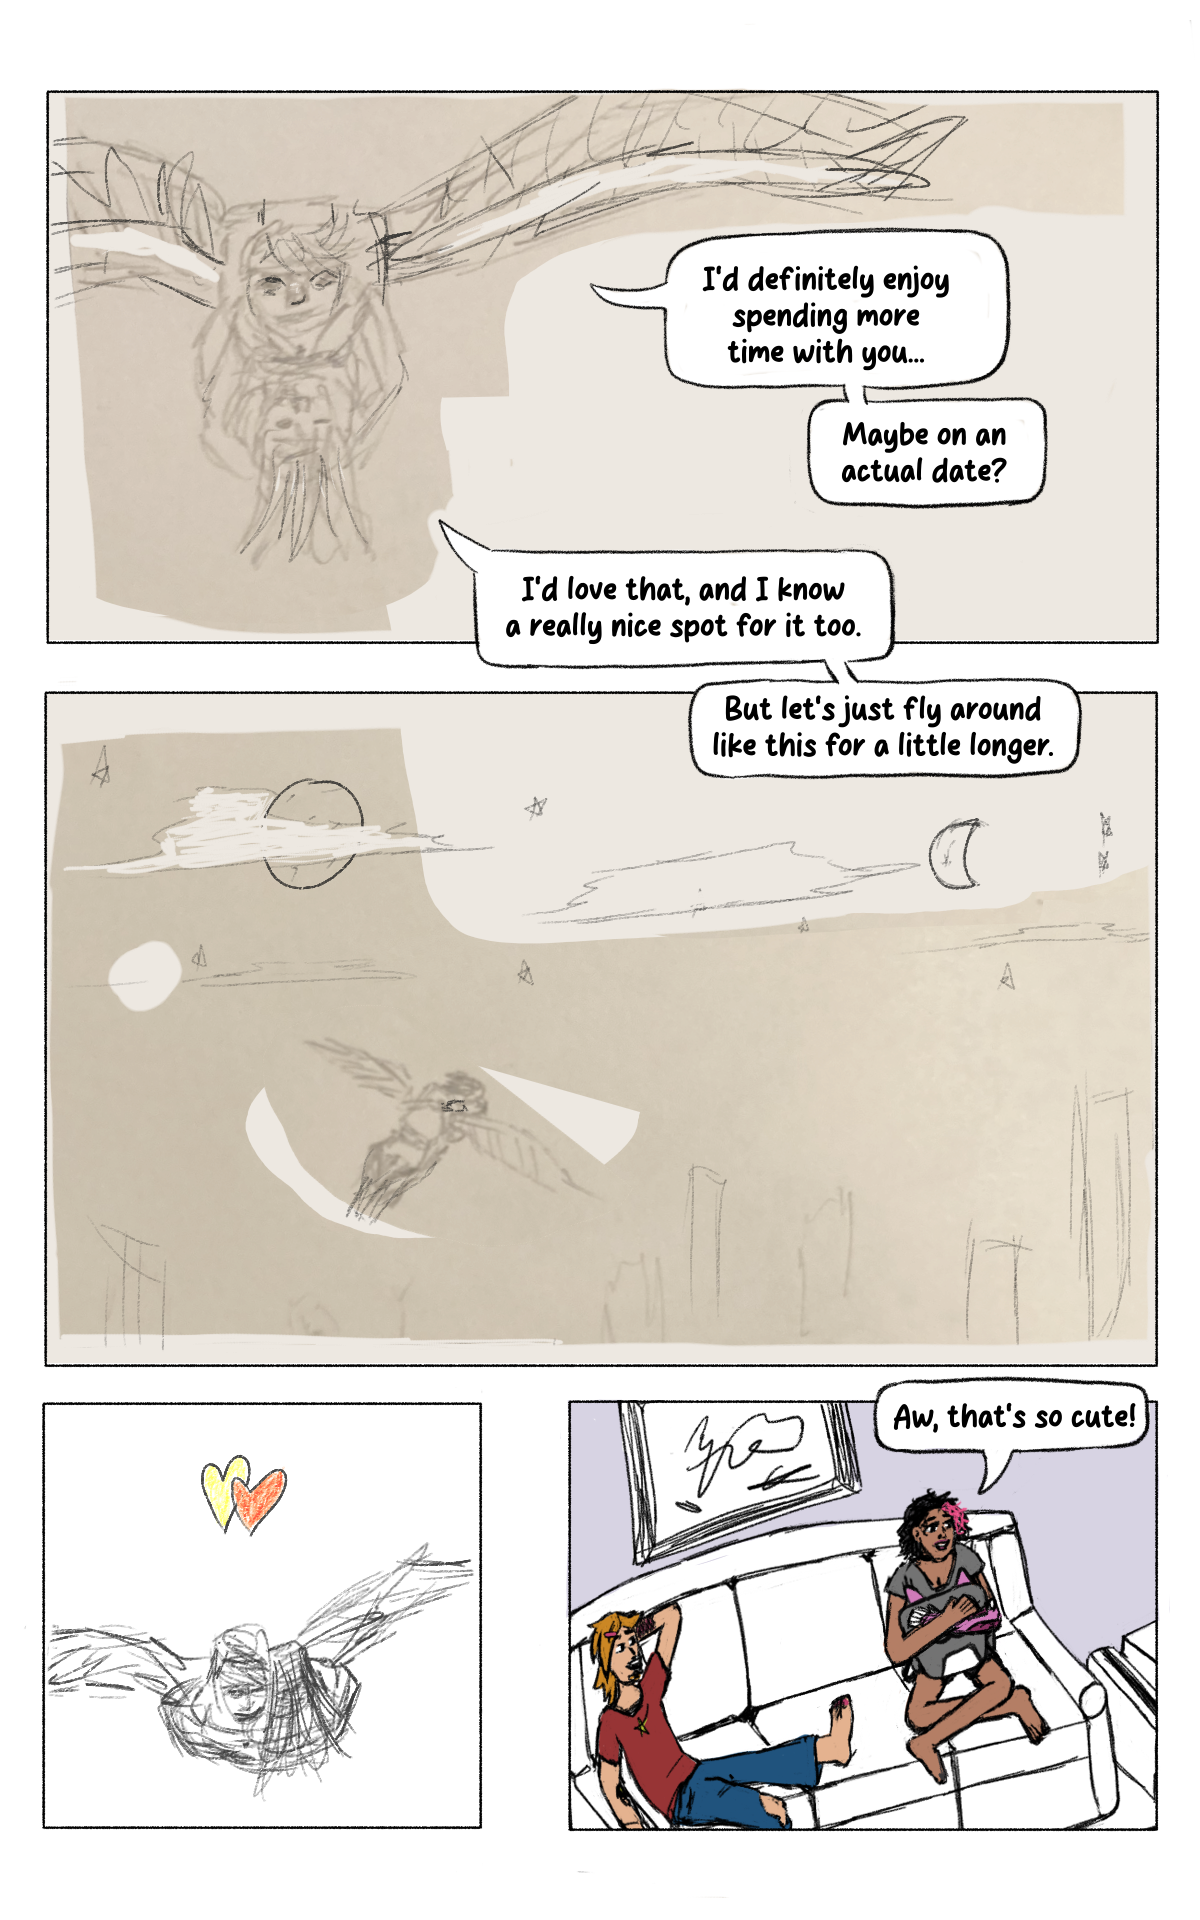 I'd definitely enjoy
spending more
time with you...
Maybe on an
actual date?
I'd love that, and I know
a really nice spot for it too.
But let's just fly around
like this for a little longer.
Aw, that's so cute!